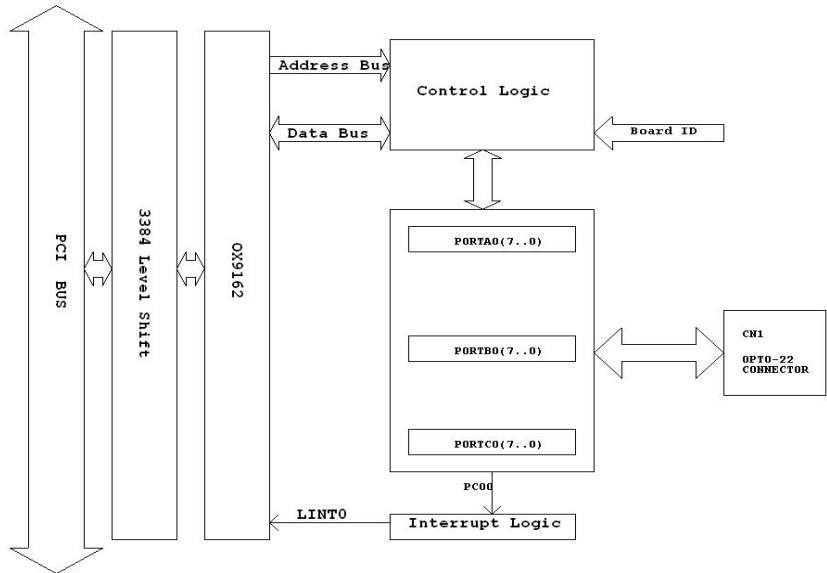 PCI BUS
3384 Level Shift
OX9162
Address Bus
Data Bus
Control Logic
Board ID
PORTA0(7..0)
PORTB0(7..0)
PORTC0(7..0)
CN1
OPTO-22
CONNECTOR
PC00
LINT0
Interrupt Logic